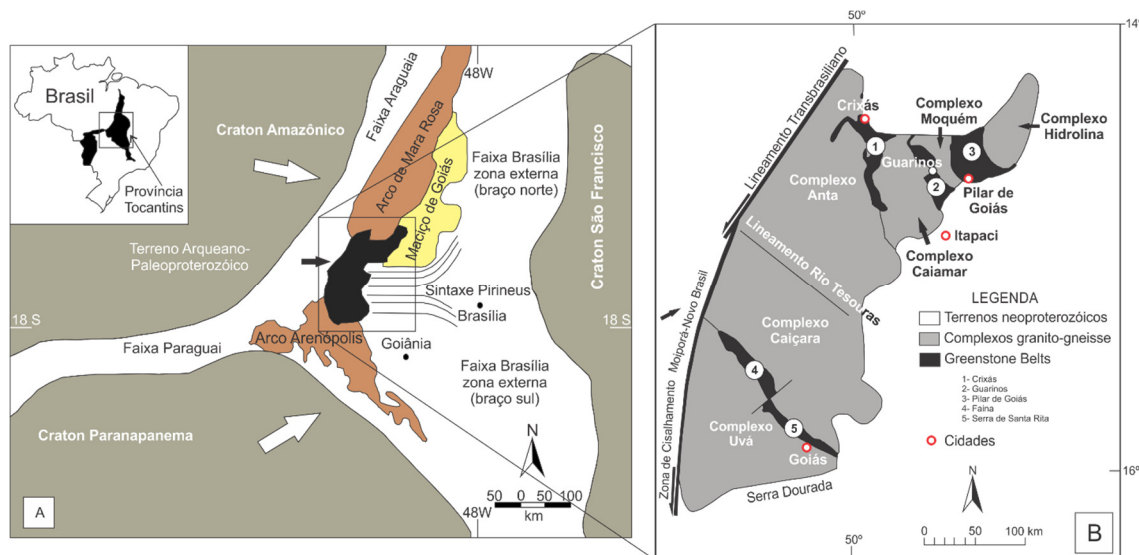 Brasil
Província
Tocantins
Craton Amazônico
Faixa Araguaia
48W
Arco de Mara Rosa
Maciço de Goiás
Faixa Brasília
zona externa
(braço norte)
Craton São Francisco
Terreno Arqueano-
Paleoproterozóico
Sintaxe Pirineus
Brasília
18 S
18 S
Arco Arenópolis
Goiânia
Faixa Paraguai
Faixa Brasília
zona externa
(braço sul)
Craton Paranapanema
N
50 0 50 100
km
A
48W
50º
14º
B
Lineamento Transbrasiliano
Crixás
Complexo
Moquém
Complexo
Hidrolina
1
Guarinos
3
2
Complexo
Anta
Pilar de
Goiás
Itapaci
Complexo
Caiamar
Lineamento Rio Tesouras
Zona de Cisalhamento Moiporá-Novo Brasil
Complexo
Caiçara
4
Complexo
Uvá
5
Goiás
Serra Dourada
LEGENDA
Terrenos neoproterozóicos
Complexos granito-gneisse
Greenstone Belts
1- Crixás
2- Guarinos
3- Pilar de Goiás
4- Faina
5- Serra de Santa Rita
Cidades
N
16º
0 50 100 km
B
50º